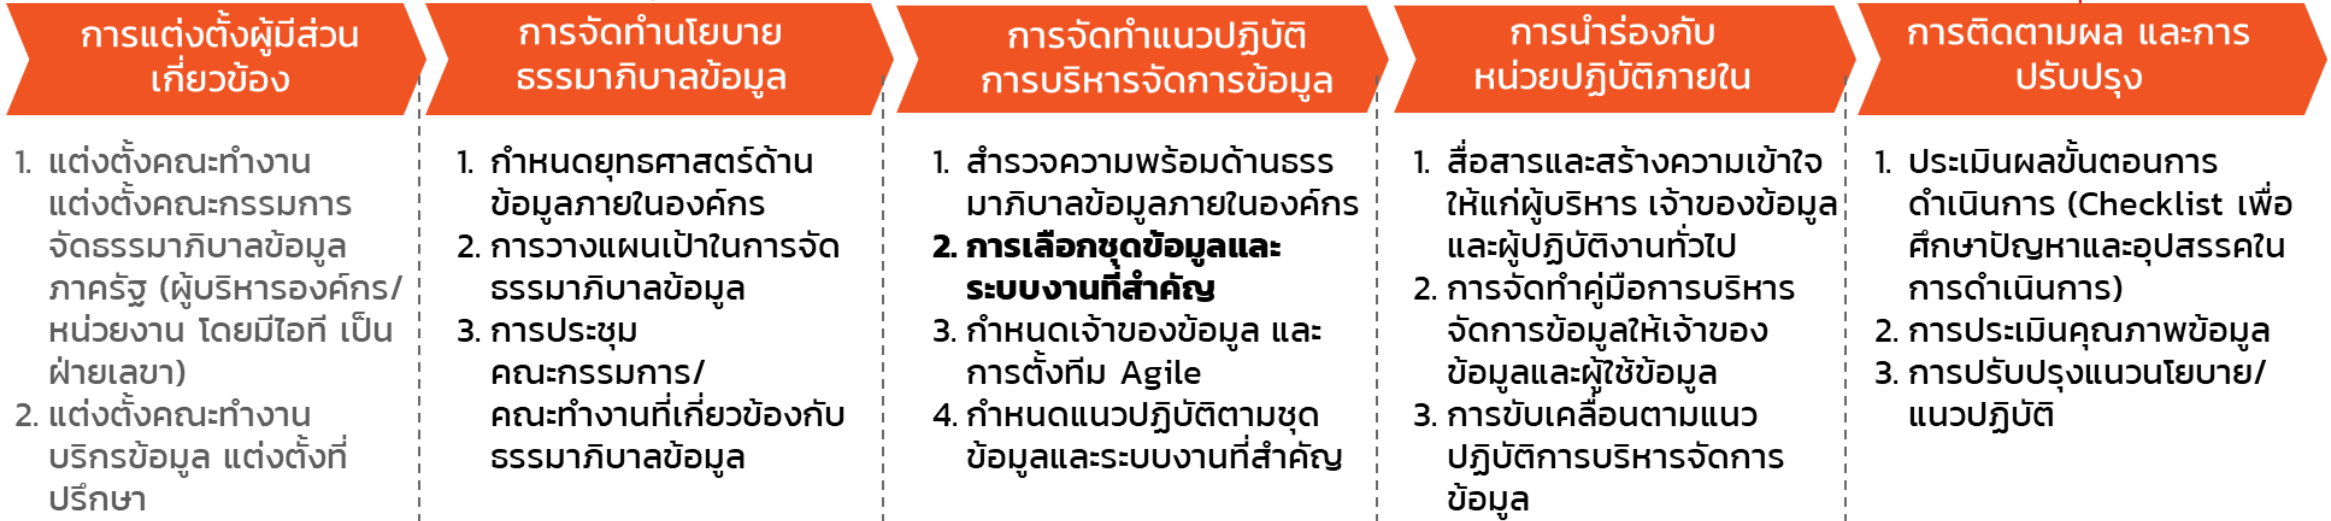 การแต่งตั้งผู้มีส่วน
เกี่ยวข้อง
1. แต่งตั้งคณะทำงาน
แต่งตั้งคณะกรรมการ
จัดธรรมาภิบาลข้อมูล
ภาครัฐ (ผู้บริหารองค์กร/
หน่วยงาน โดยมีไอที เป็น
ฝ่ายเลขา)
2. แต่งตั้งคณะทำงาน
บริกรข้อมูล แต่งตั้งที่
ปรึกษา
การจัดทำนโยบาย
ธรรมาภิบาลข้อมูล
1. กำหนดยุทธศาสตร์ด้าน
ข้อมูลภายในองค์กร
2. การวางแผนเป้าในการจัด
ธรรมาภิบาลข้อมูล
3. การประชุม
คณะกรรมการ/
คณะทำงานที่เกี่ยวข้องกับ
ธรรมาภิบาลข้อมูล
การจัดทำแนวปฏิบัติ
การบริหารจัดการข้อมูล
1. สำรวจความพร้อมด้านธรร
มาภิบาลข้อมูลภายในองค์กร
2. การเลือกชุดข้อมูลและ
ระบบงานที่สำคัญ
3. กำหนดเจ้าของข้อมูล และ
การตั้งทีม Agile
4. กำหนดแนวปฏิบัติตามชุด
ข้อมูลและระบบงานที่สำคัญ
การนำร่องกับ
หน่วยปฏิบัติภายใน
1. สื่อสารและสร้างความเข้าใจ
ให้แก่ผู้บริหาร เจ้าของข้อมูล
และผู้ปฏิบัติงานทั่วไป
2. การจัดทำคู่มือการบริหาร
จัดการข้อมูลให้เจ้าของ
ข้อมูลและผู้ใช้ข้อมูล
3. การขับเคลื่อนตามแนว
ปฏิบัติการบริหารจัดการ
ข้อมูล
การติดตามผล และการ
ปรับปรุง
1. ประเมินผลขั้นตอนการ
ดำเนินการ (Checklist เพื่อ
ศึกษาปัญหาและอุปสรรคใน
การดำเนินการ)
2. การประเมินคุณภาพข้อมูล
3. การปรับปรุงแนวนโยบาย/
แนวปฏิบัติ